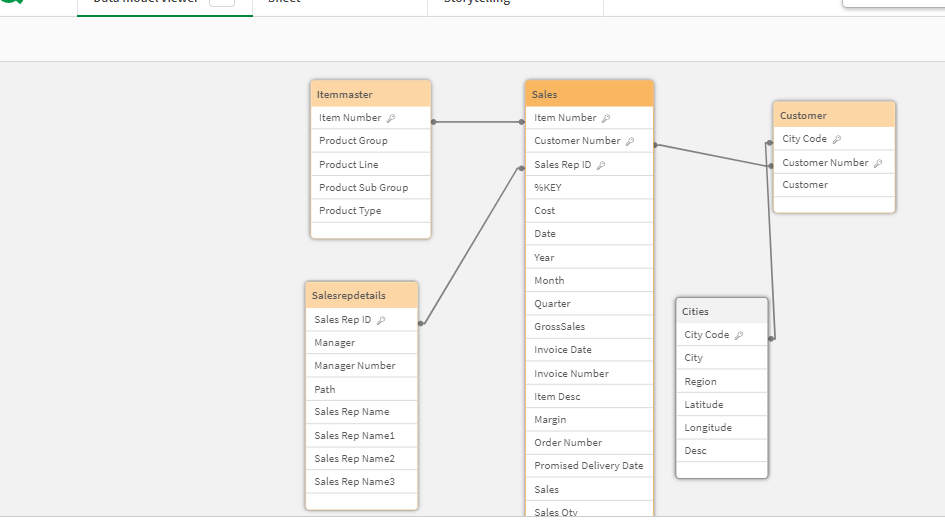 Data model viewer
Sheet
Storytelling
Itemmaster
Item Number
Product Group
Product Line
Product Sub Group
Product Type
Sales
Item Number
Customer Number
Sales Rep ID
%KEY
Cost
Date
Year
Month
Quarter
GrossSales
Invoice Date
Invoice Number
Item Desc
Margin
Order Number
Promised Delivery Date
Sales
Sales Qty
Customer
City Code
Customer Number
Customer
Salesrepdetails
Sales Rep ID
Manager
Manager Number
Path
Sales Rep Name
Sales Rep Name1
Sales Rep Name2
Sales Rep Name3
Cities
City Code
City
Region
Latitude
Longitude
Desc